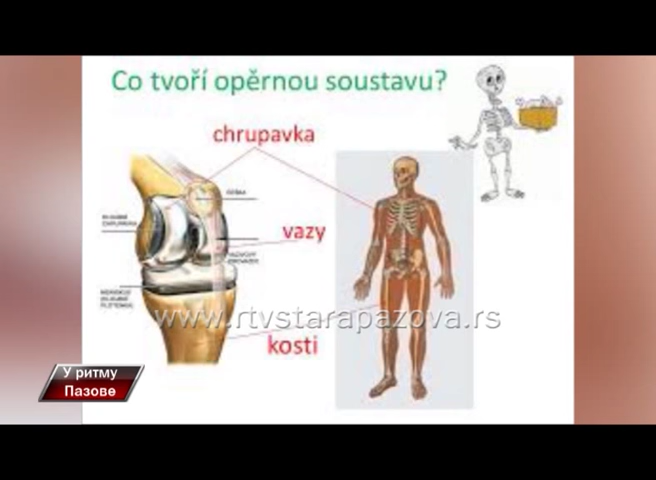 Co tvoří opěrnou soustavu?
chrupavka
vazy
www.rtvstarapazova.rs
kosti
У ритму
Пазове